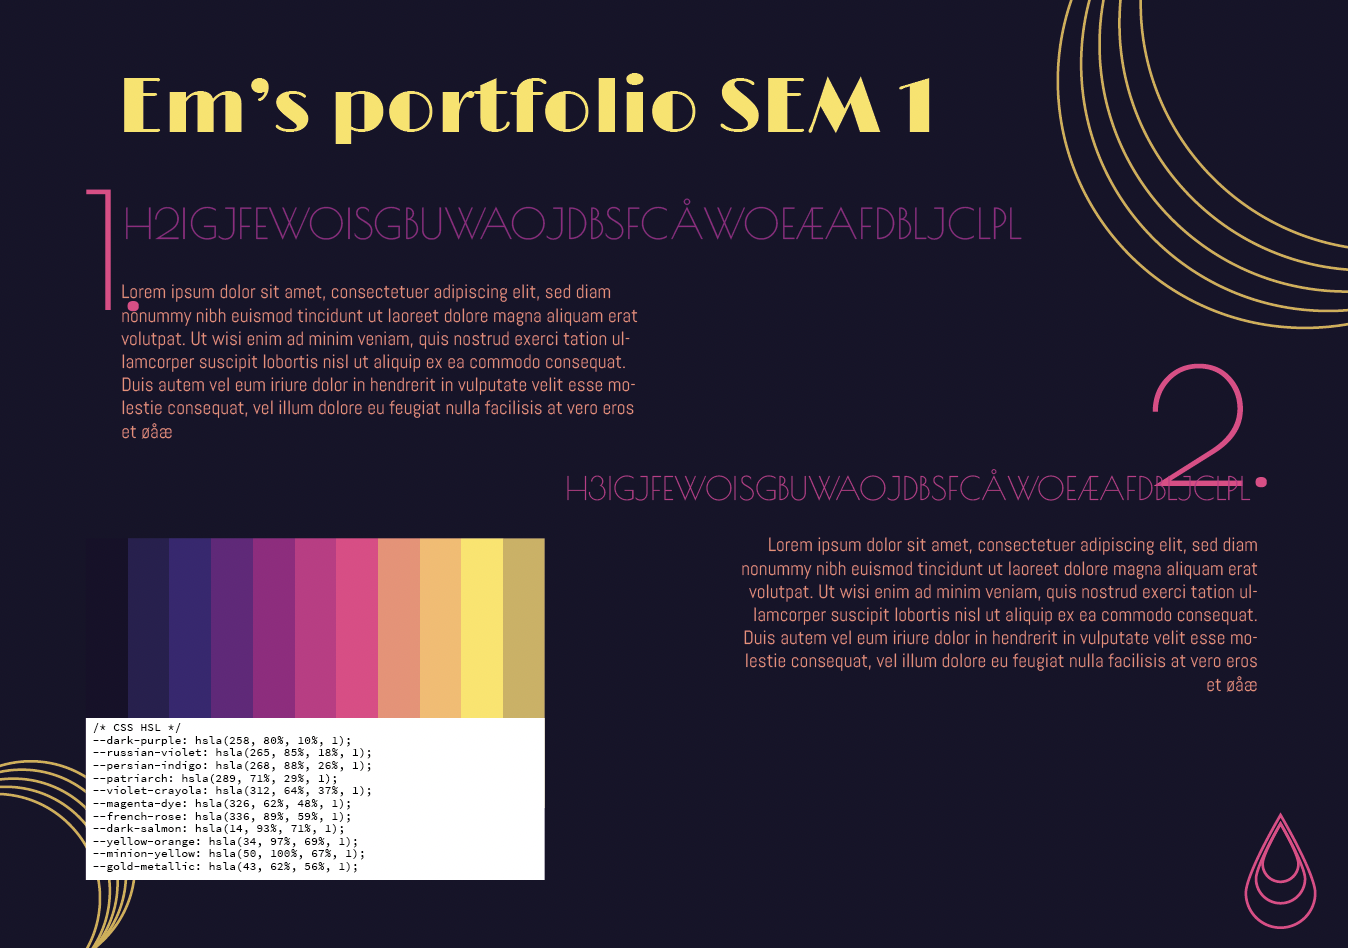 Em's portfolio SEM 1
1.
H2IGJFEWOISGBUWAOJDBSFCÅWOEÆAFDBLJCLPL
Lorem ipsum dolor sit amet, consectetuer adipiscing elit, sed diam
nonummy nibh euismod tincidunt ut laoreet dolore magna aliquam erat
volutpat. Ut wisi enim ad minim veniam, quis nostrud exerci tation ul-
lamcorper suscipit lobortis nisl ut aliquip ex ea commodo consequat.
Duis autem vel eum iriure dolor in hendrerit in vulputate velit esse mo-
lestie consequat, vel illum dolore eu feugiat nulla facilisis at vero eros
et øåæ
2.
H3IGJFEWOISGBUWAOJDBSFCÅWOEÆAFDBLJCLPL
Lorem ipsum dolor sit amet, consectetuer adipiscing elit, sed diam
nonummy nibh euismod tincidunt ut laoreet dolore magna aliquam erat
volutpat. Ut wisi enim ad minim veniam, quis nostrud exerci tation ul-
lamcorper suscipit lobortis nisl ut aliquip ex ea commodo consequat.
Duis autem vel eum iriure dolor in hendrerit in vulputate velit esse mo-
lestie consequat, vel illum dolore eu feugiat nulla facilisis at vero eros
et øåæ
/* CSS HSL */
--dark-purple: hsla(258, 80%, 10%, 1);
--russian-violet: hsla(265, 85%, 18%, 1);
--persian-indigo: hsla(268, 88%, 26%, 1);
--patriarch: hsla(289, 71%, 29%, 1);
--violet-crayola: hsla(312, 64%, 37%, 1);
--magenta-dye: hsla(326, 62%, 48%, 1);
--french-rose: hsla(336, 89%, 59%, 1);
--dark-salmon: hsla(14, 93%, 71%, 1);
--yellow-orange: hsla(34, 97%, 69%, 1);
--minion-yellow: hsla(50, 100%, 67%, 1);
--gold-metallic: hsla(43, 62%, 56%, 1);